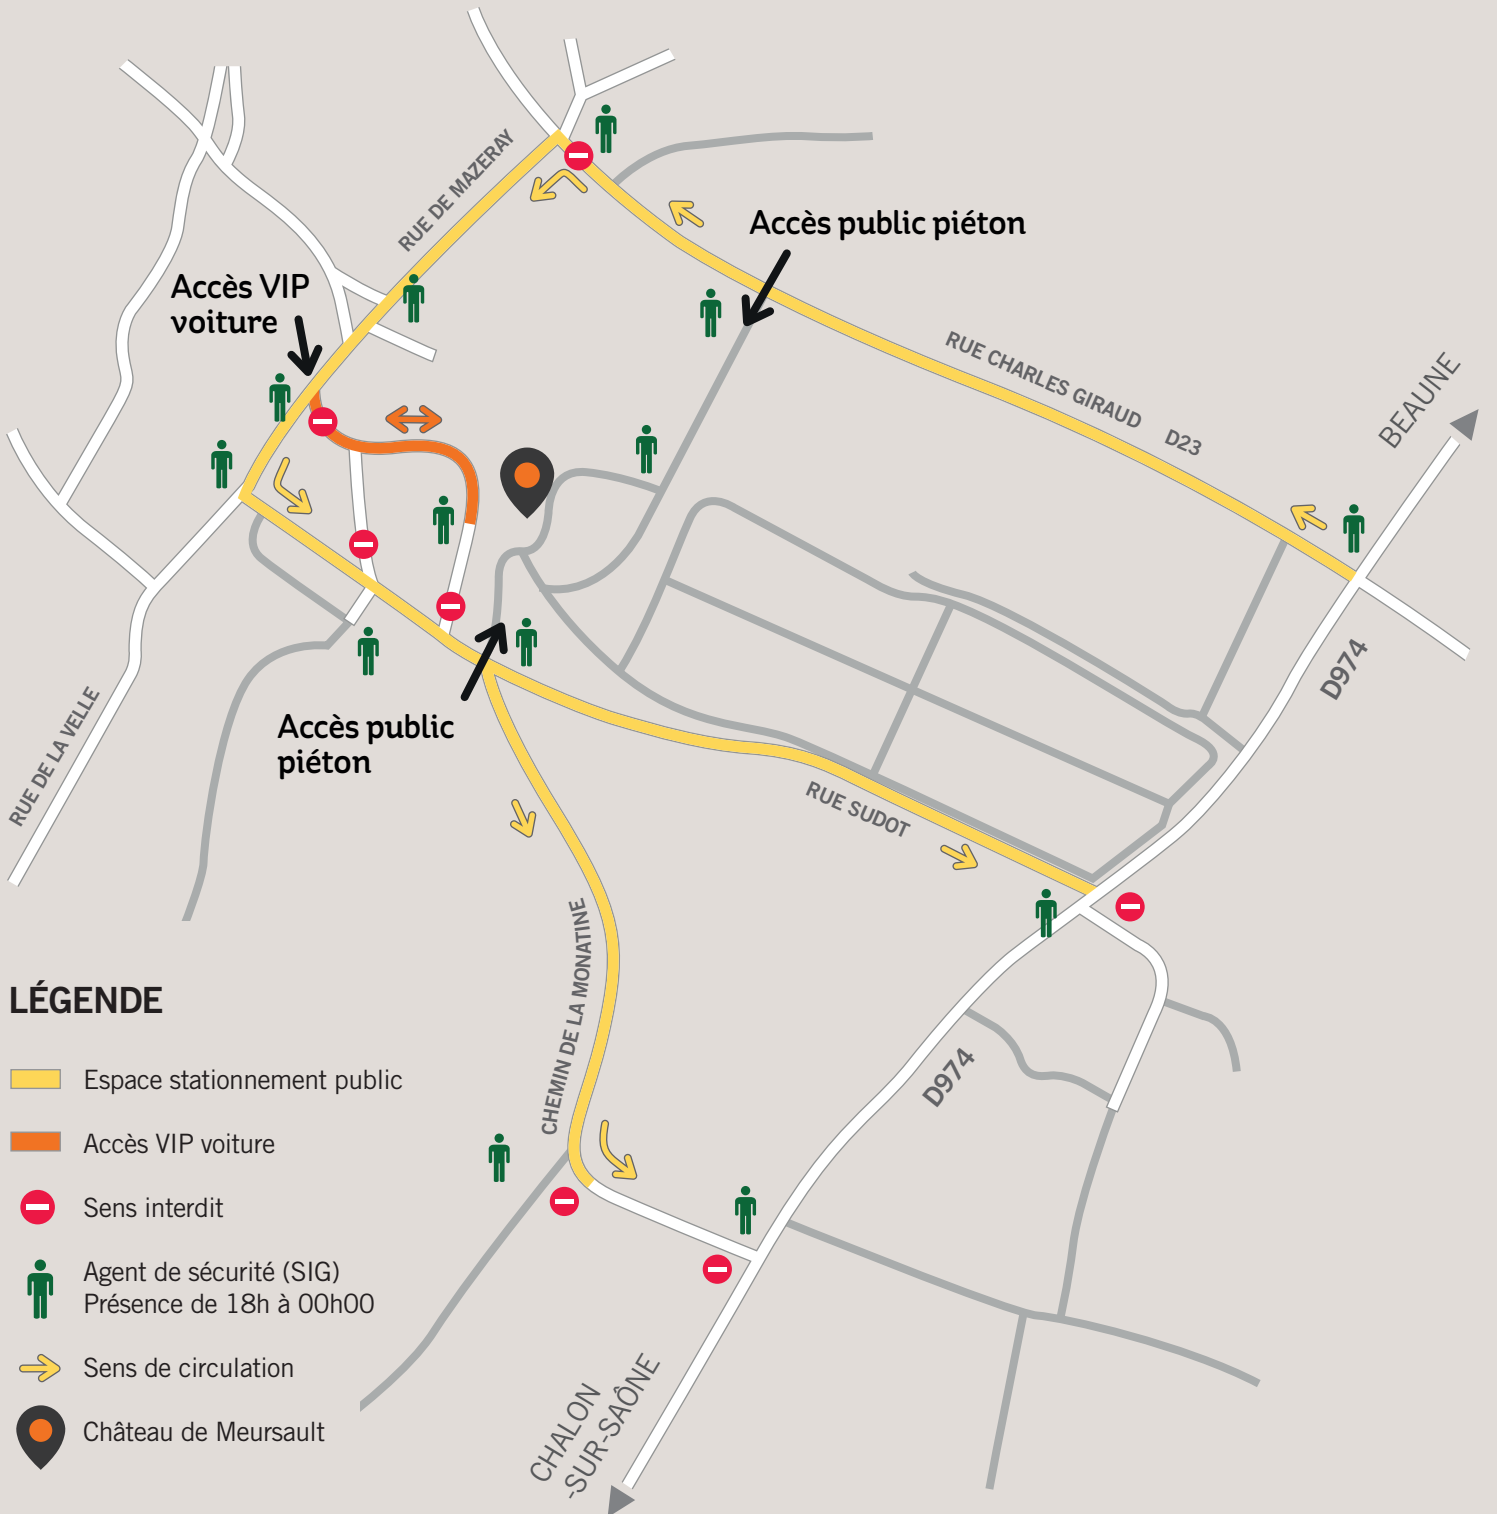 RUE DE MAZERAY
Accès public piéton
Accès VIP
voiture
RUE CHARLES GIRAUD D23
BEAUNE
D974
Accès public
piéton
RUE DE LA VELLE
RUE SUDOT
CHEMIN DE LA MONATINE
D974
CHALON
-SUR-SAÔNE
LÉGENDE
Espace stationnement public
Accès VIP voiture
Sens interdit
Agent de sécurité (SIG)
Présence de 18h à 00h00
Sens de circulation
Château de Meursault